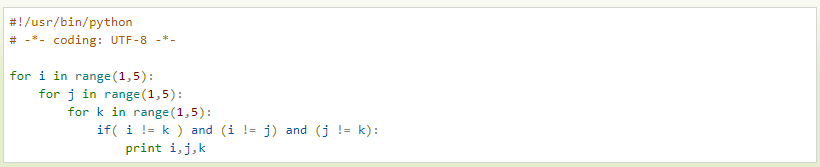 #!/usr/bin/python
# -*- coding: UTF-8 -*-

for i in range(1,5):
    for j in range(1,5):
        for k in range(1,5):
            if( i != k ) and (i != j) and (j != k):
                print i,j,k